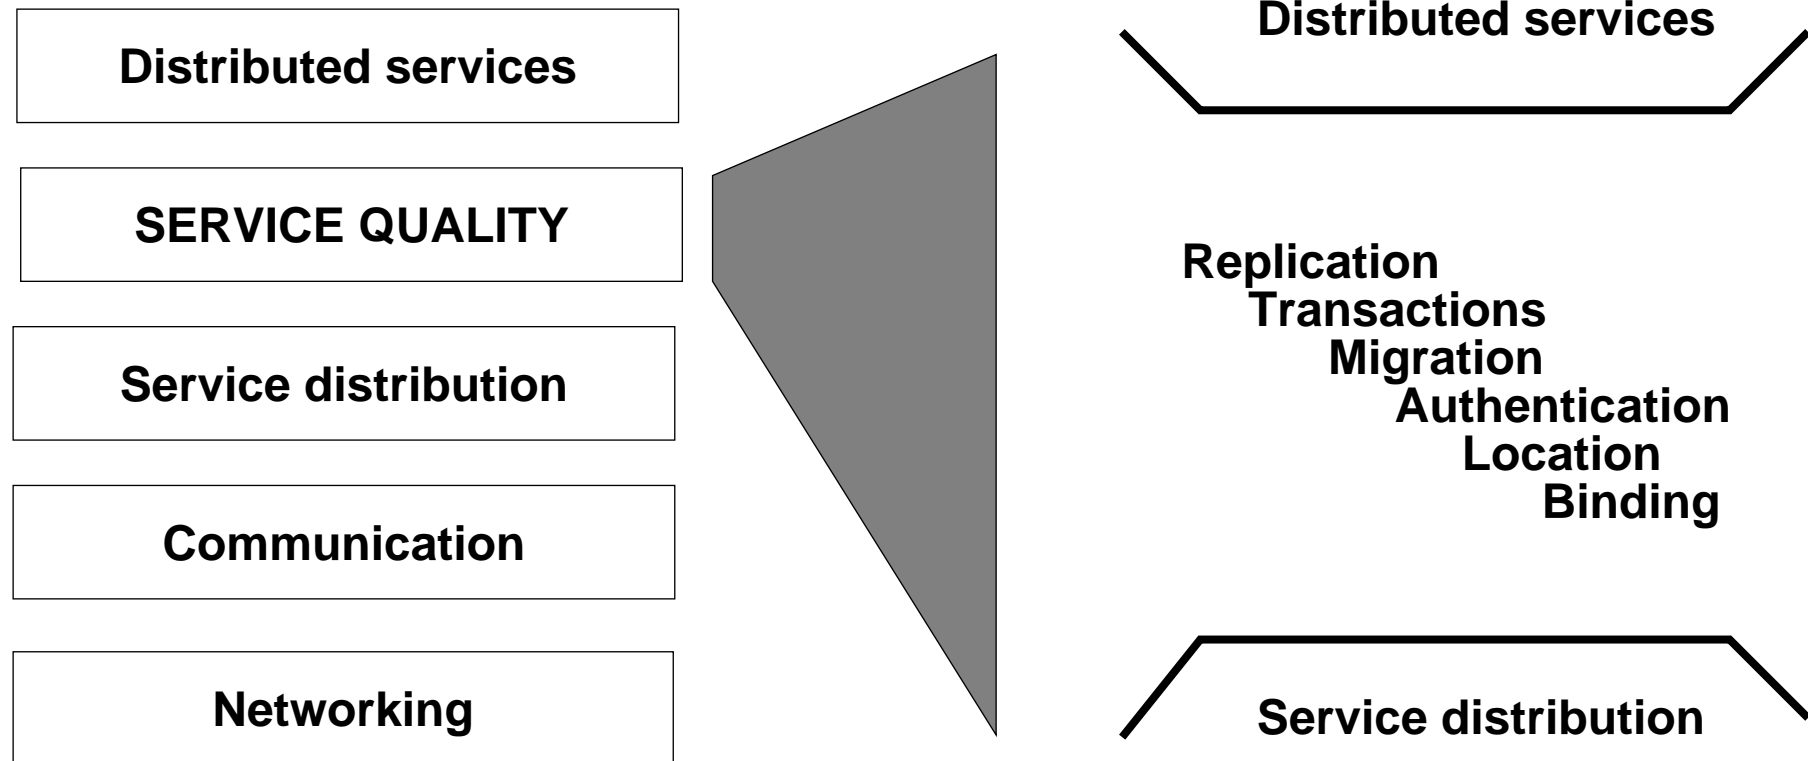 Distributed services
SERVICE QUALITY
Service distribution
Communication
Networking
Distributed services
Replication
Transactions
Migration
Authentication
Location
Binding
Service distribution